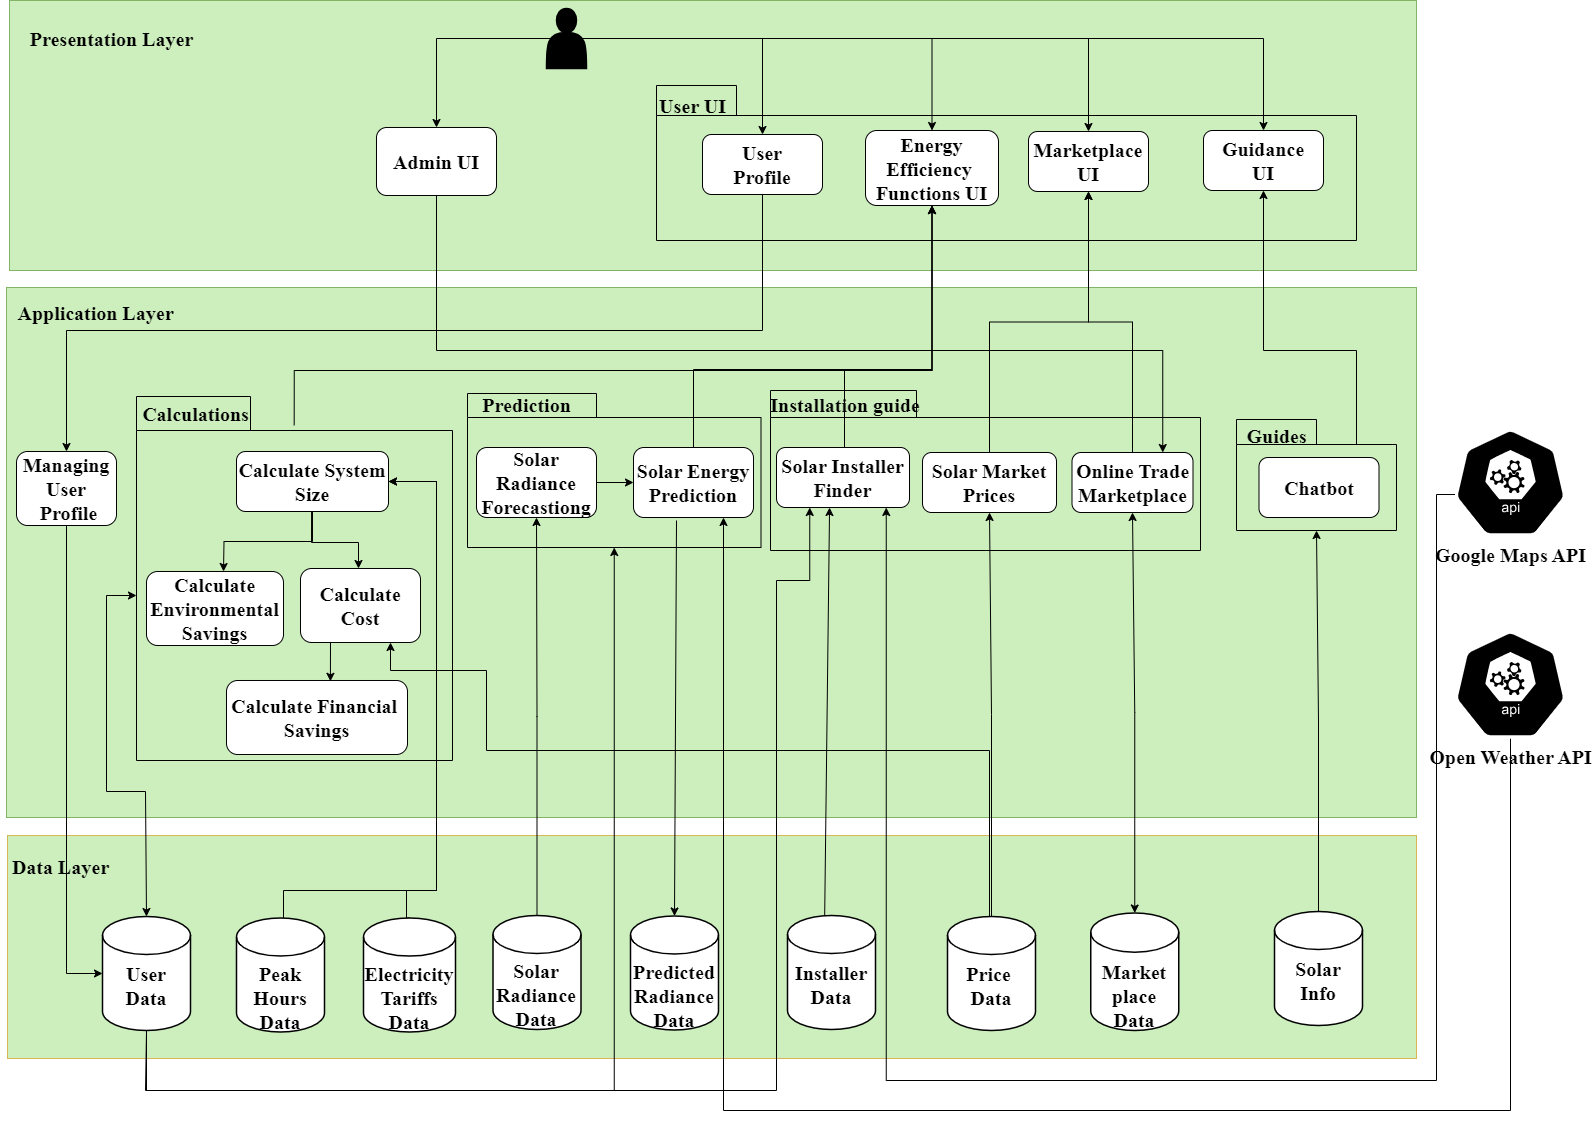 Presentation Layer
User UI
Admin UI
User
Profile
Energy
Efficiency
Functions UI
Marketplace
UI
Guidance
UI
Application Layer
Calculations
Prediction
Installation guide
Guides
Managing
User
Profile
Calculate System
Size
Solar
Radiance
Forecastiong
Solar Energy
Prediction
Solar Installer
Finder
Solar Market
Prices
Online Trade
Marketplace
Chatbot
api
Google Maps API
Calculate
Environmental
Savings
Calculate
Cost
Calculate Financial
Savings
api
Open Weather API
Data Layer
User
Data
Peak
Hours
Data
Electricity
Tariffs
Data
Solar
Radiance
Data
Predicted
Radiance
Data
Installer
Data
Price
Data
Market
place
Data
Solar
Info